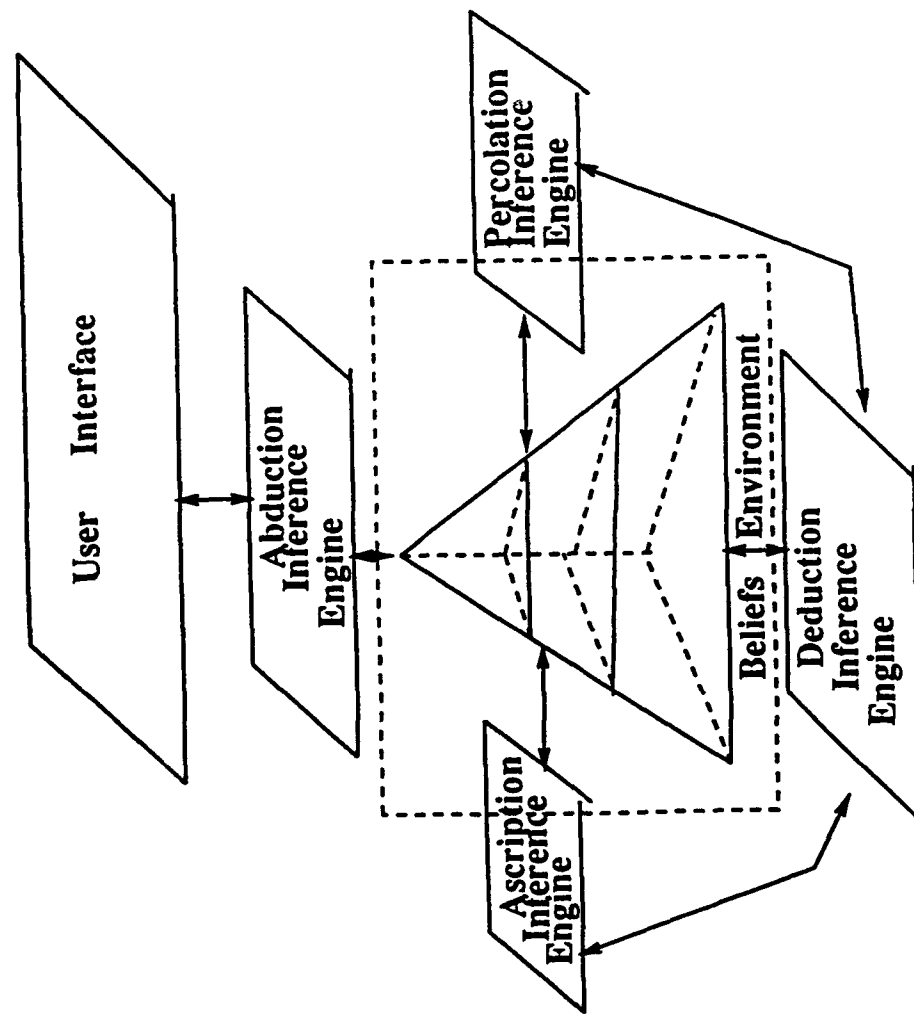 User Interface
Abduction
Inference
Engine
Percolation
Inference
Engine
Ascription
Inference
Engine
Beliefs Environment
Deduction
Inference
Engine